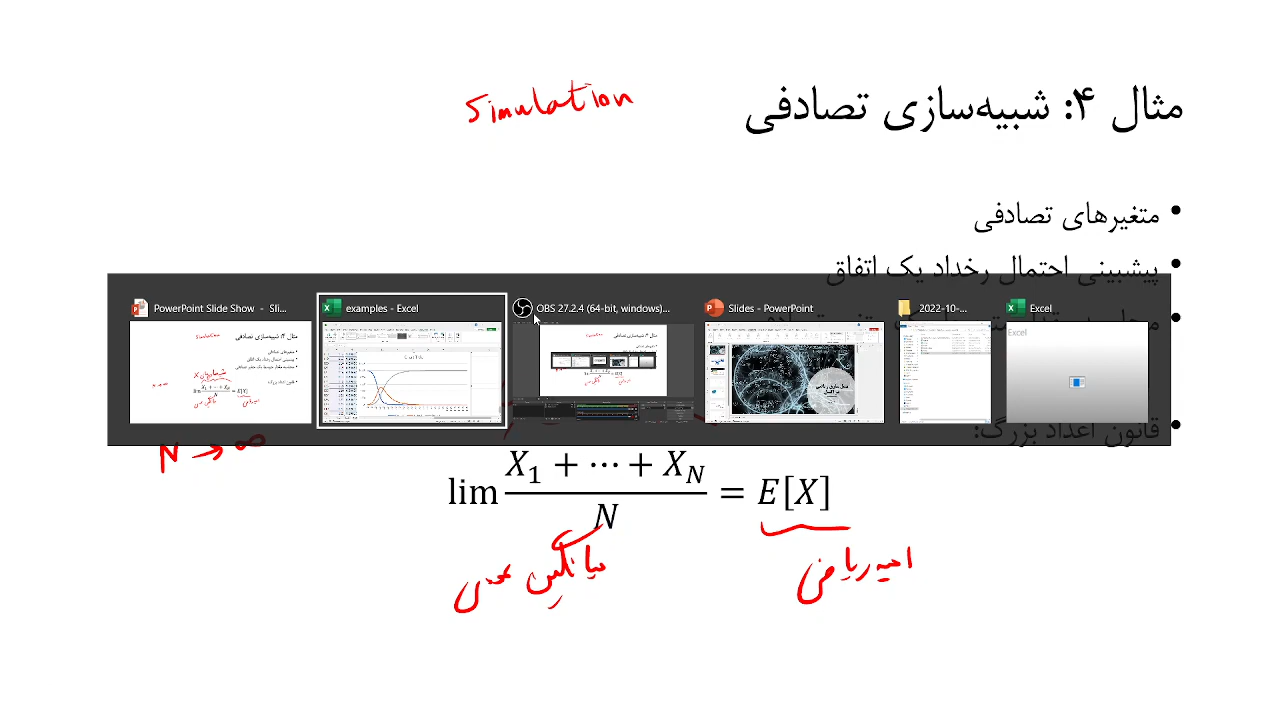 مثال ۴: شبیه‌سازی تصادفی
Simulation
• متغیرهای تصادفی
• پیشبینی احتمال رخداد یک اتفاق
PowerPoint Slide Show - Sli...
examples - Excel
OBS 27.2.4 (64-bit, windows)...
Slides - PowerPoint
2022-10-...
Excel
• قانون اعداد بزرگ:
N → ∞
lim (X₁ + ⋯ + X_N) / N = E[X]
میانگین
امید ریاضی